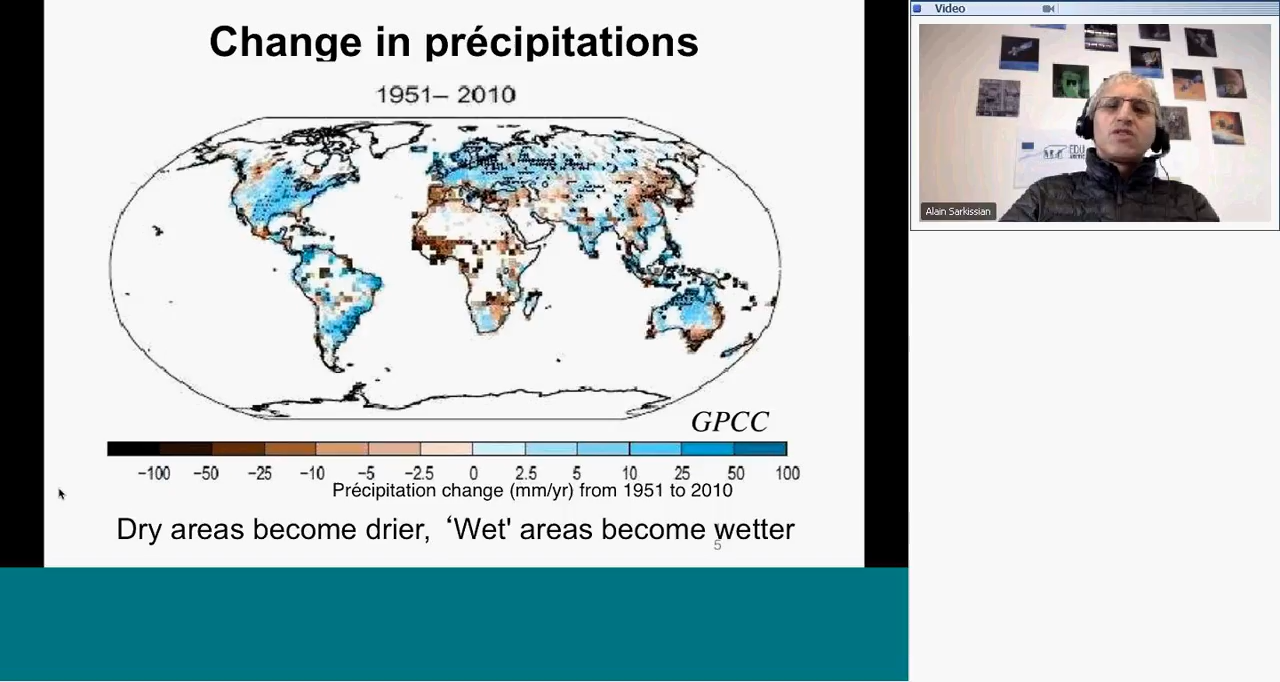 Change in précipitations
1951– 2010
GPCC
−100 −50 −25 −10 −5 −2.5 0 2.5 5 10 25 50 100
Précipitation change (mm/yr) from 1951 to 2010
Dry areas become drier, ‘Wet' areas become wetter
5
Video
EDU
Alain Sarkissian